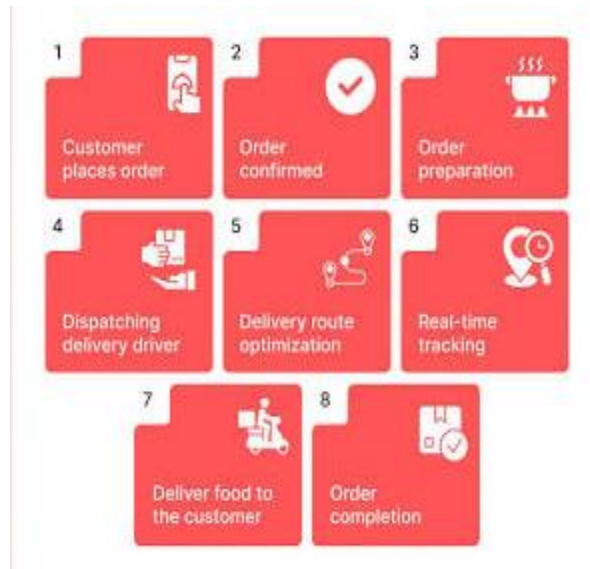 1
Customer
places order
2
Order
confirmed
3
Order
preparation
4
Dispatching
delivery driver
5
Delivery route
optimization
6
Real-time
tracking
7
Deliver food to
the customer
8
Order
completion